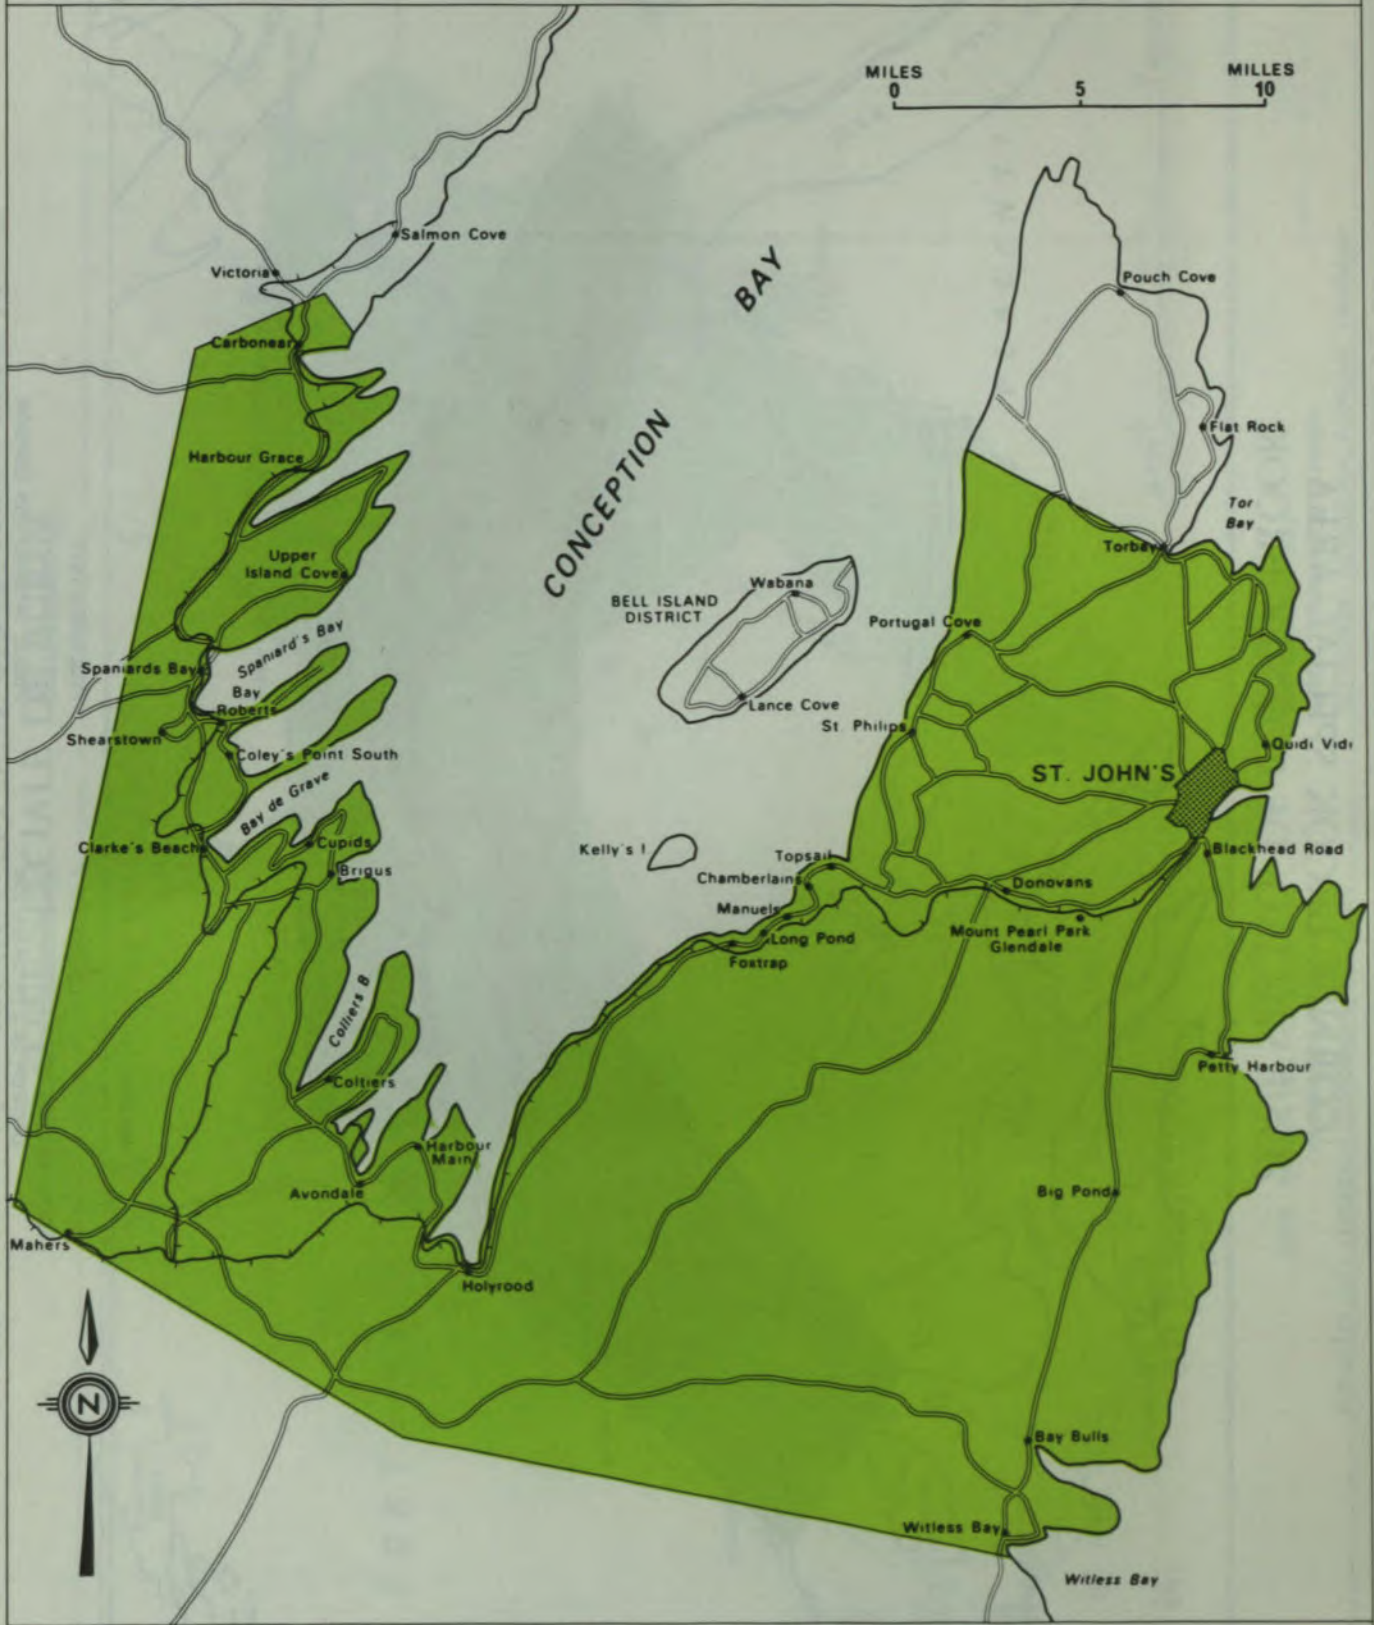 MILES
MILLES
0
5
10
Salmon Cove
Victoria
BAY
Pouch Cove
Carbonear
Flat Rock
CONCEPTION
Harbour Grace
Tor
Bay
Torbay
Upper
Island Cove
Wabana
BELL ISLAND
DISTRICT
Portugal Cove
Spaniard's Bay
Spaniards Bay
Bay
Roberts
Lance Cove
St. Philips
Shearstown
Coley's Point South
Quidi Vidi
ST. JOHN'S
Bay de Grave
Clarke's Beach
Cupids
Kelly's I
Topsail
Blackhead Road
Brigus
Chamberlains
Donovans
Manuels
Long Pond
Mount Pearl Park
Glendale
Foxtrap
Colliers B
Colliers
Petty Harbour
Harbour
Main
Avondale
Big Pond
Mahers
Holyrood
N
Bay Bulls
Witless Bay
Witless Bay